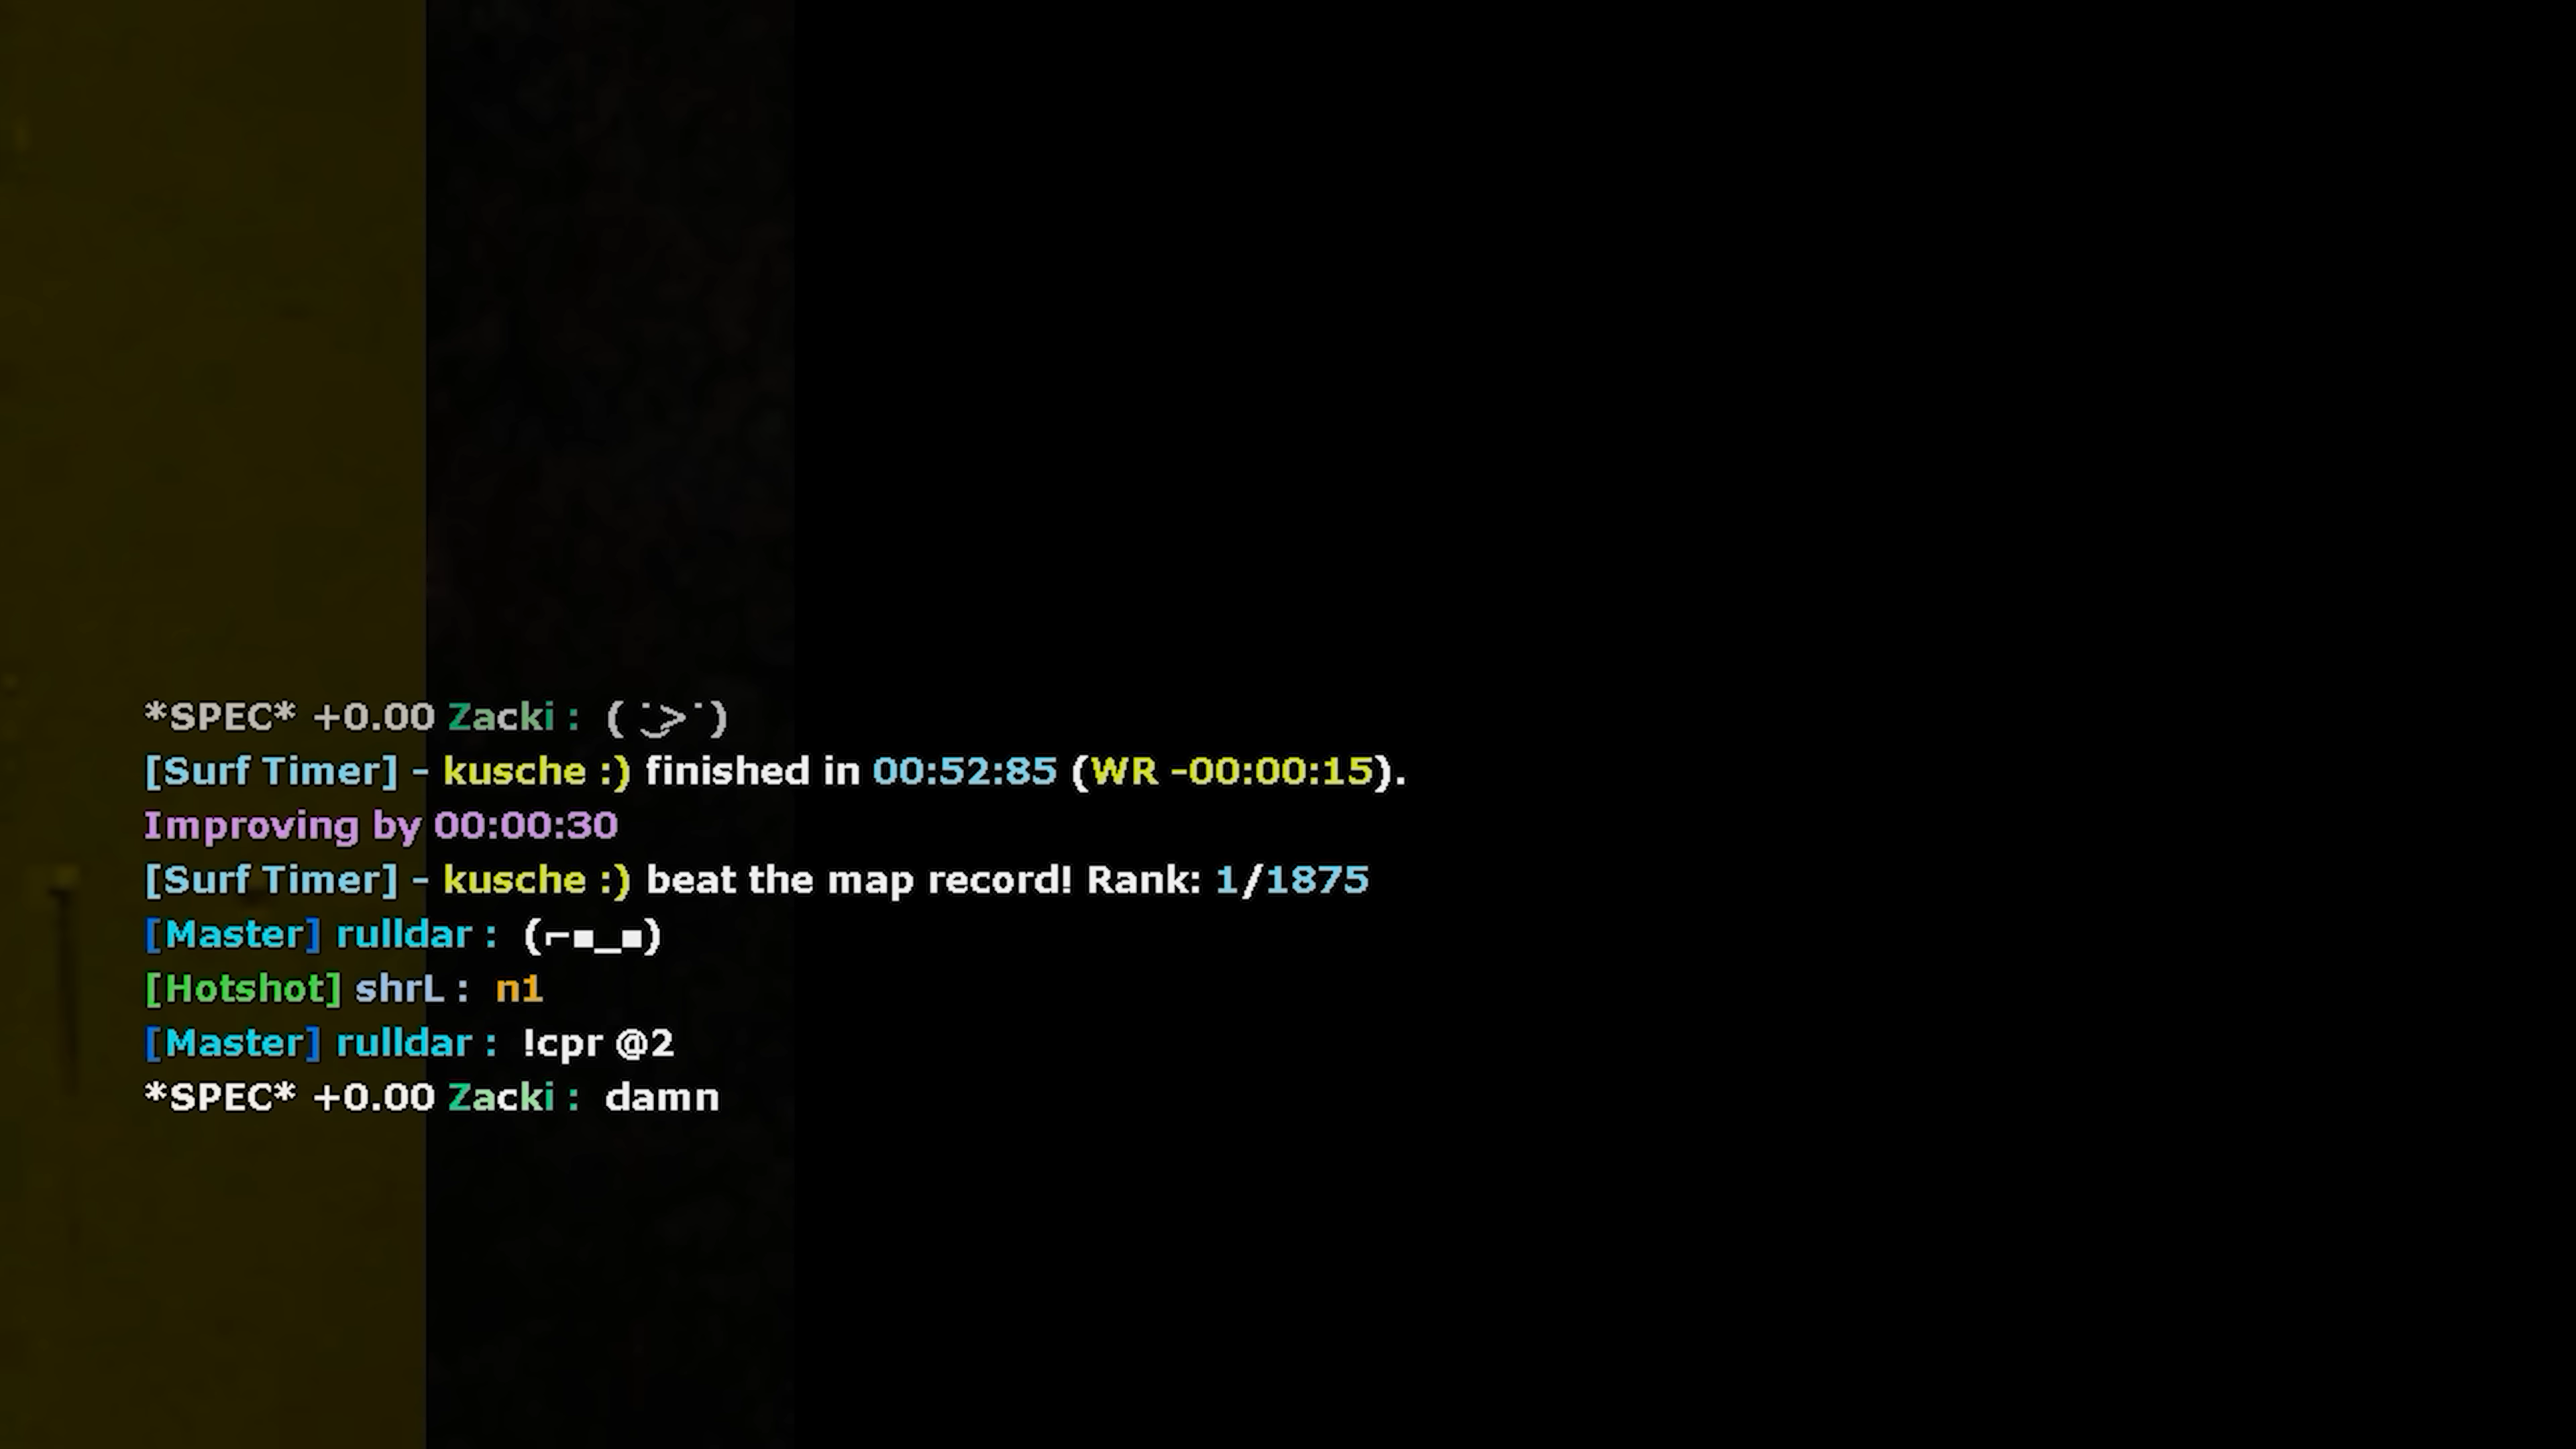 *SPEC* +0.00 Zacki :  ( ͡˙ ͜ʖ ͡˙)
[Surf Timer] - kusche :) finished in 00:52:85 (WR -00:00:15).
Improving by 00:00:30
[Surf Timer] - kusche :) beat the map record! Rank: 1/1875
[Master] rulldar :  (⌐■_■)
[Hotshot] shrL :  n1
[Master] rulldar :  !cpr @2
*SPEC* +0.00 Zacki :  damn